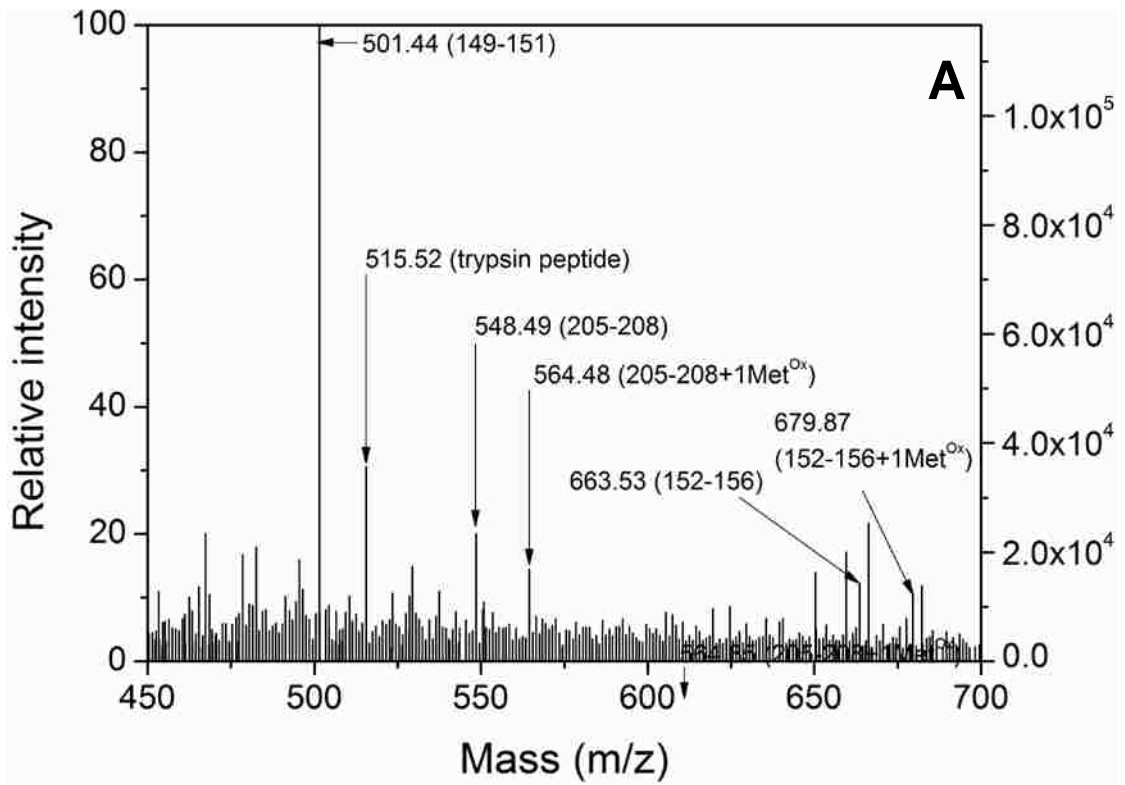 A
501.44 (149-151)
515.52 (trypsin peptide)
548.49 (205-208)
564.48 (205-208+1Met^Ox)
679.87
(152-156+1Met^Ox)
663.53 (152-156)
Relative intensity
100
80
60
40
20
0
1.0x10^5
8.0x10^4
6.0x10^4
4.0x10^4
2.0x10^4
0.0
450
500
550
600
650
700
Mass (m/z)